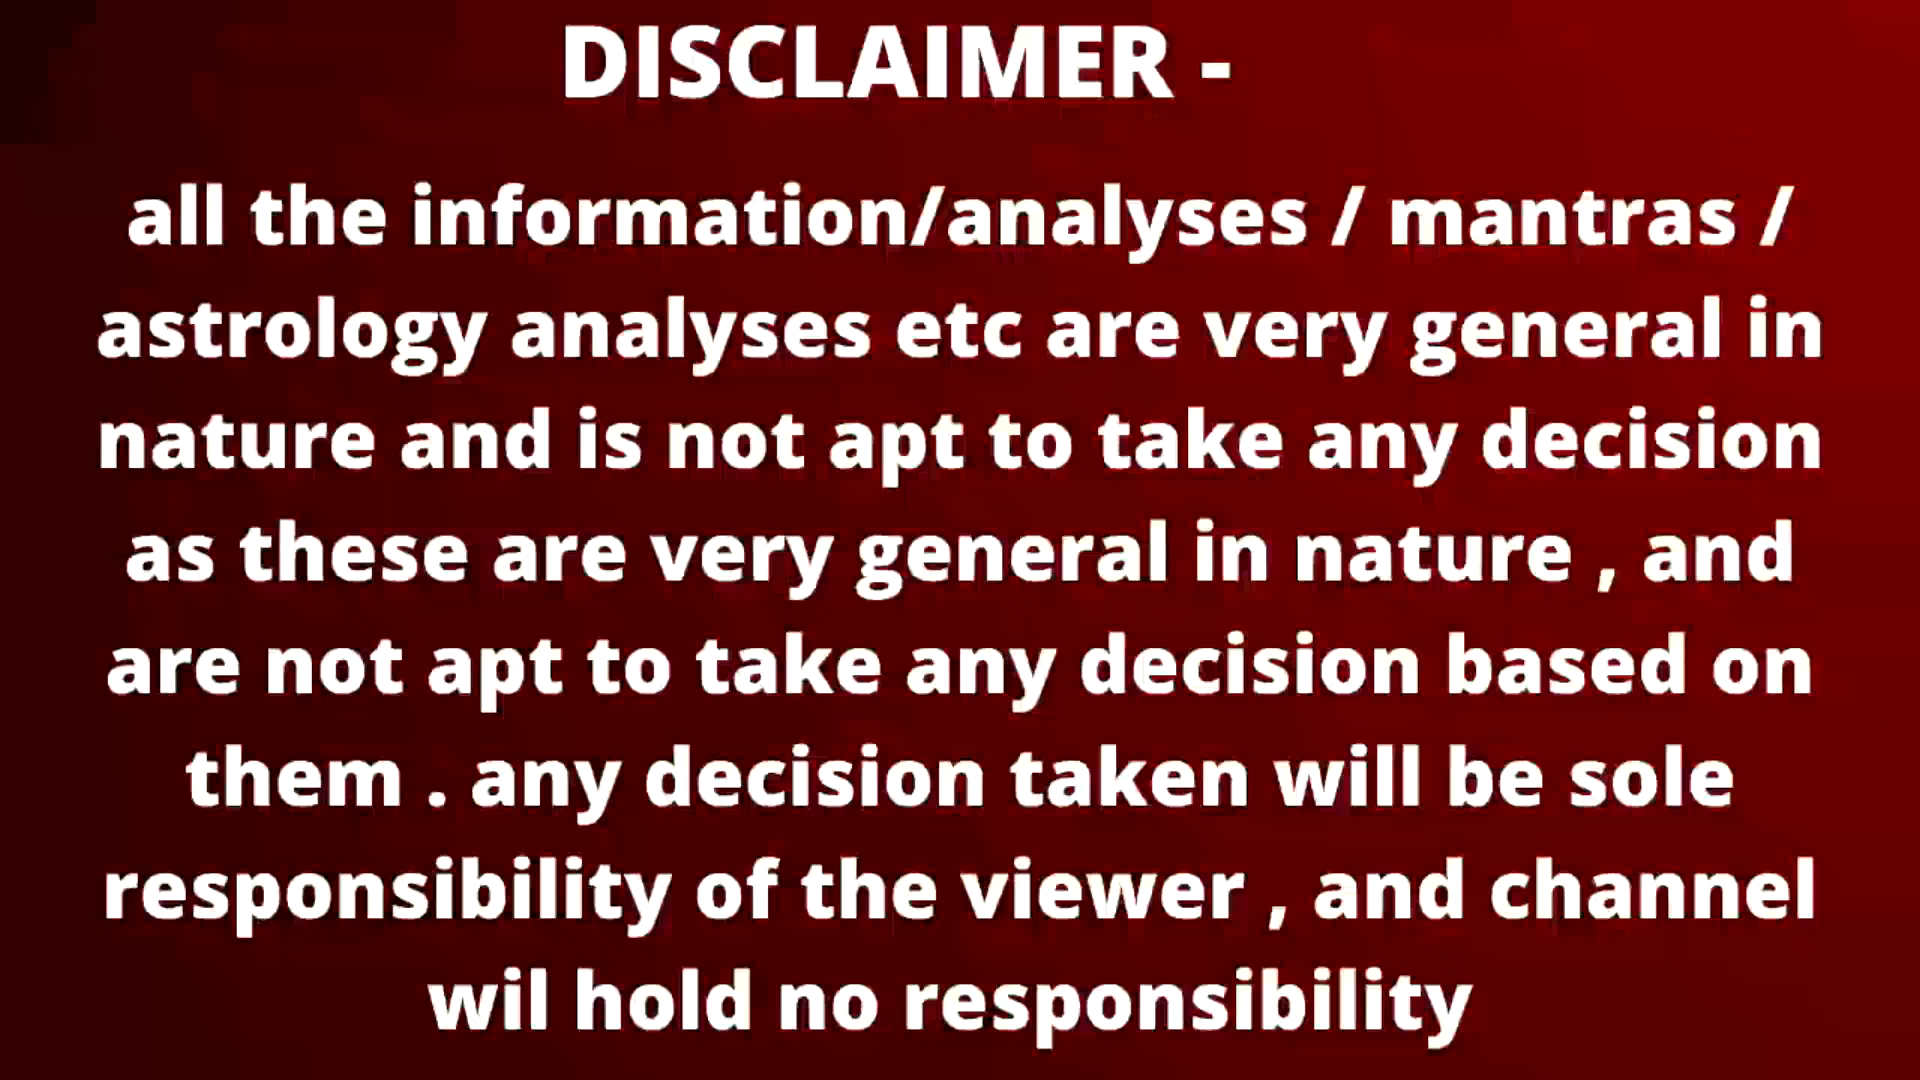 DISCLAIMER -
all the information/analyses / mantras /
astrology analyses etc are very general in
nature and is not apt to take any decision
as these are very general in nature , and
are not apt to take any decision based on
them . any decision taken will be sole
responsibility of the viewer , and channel
wil hold no responsibility